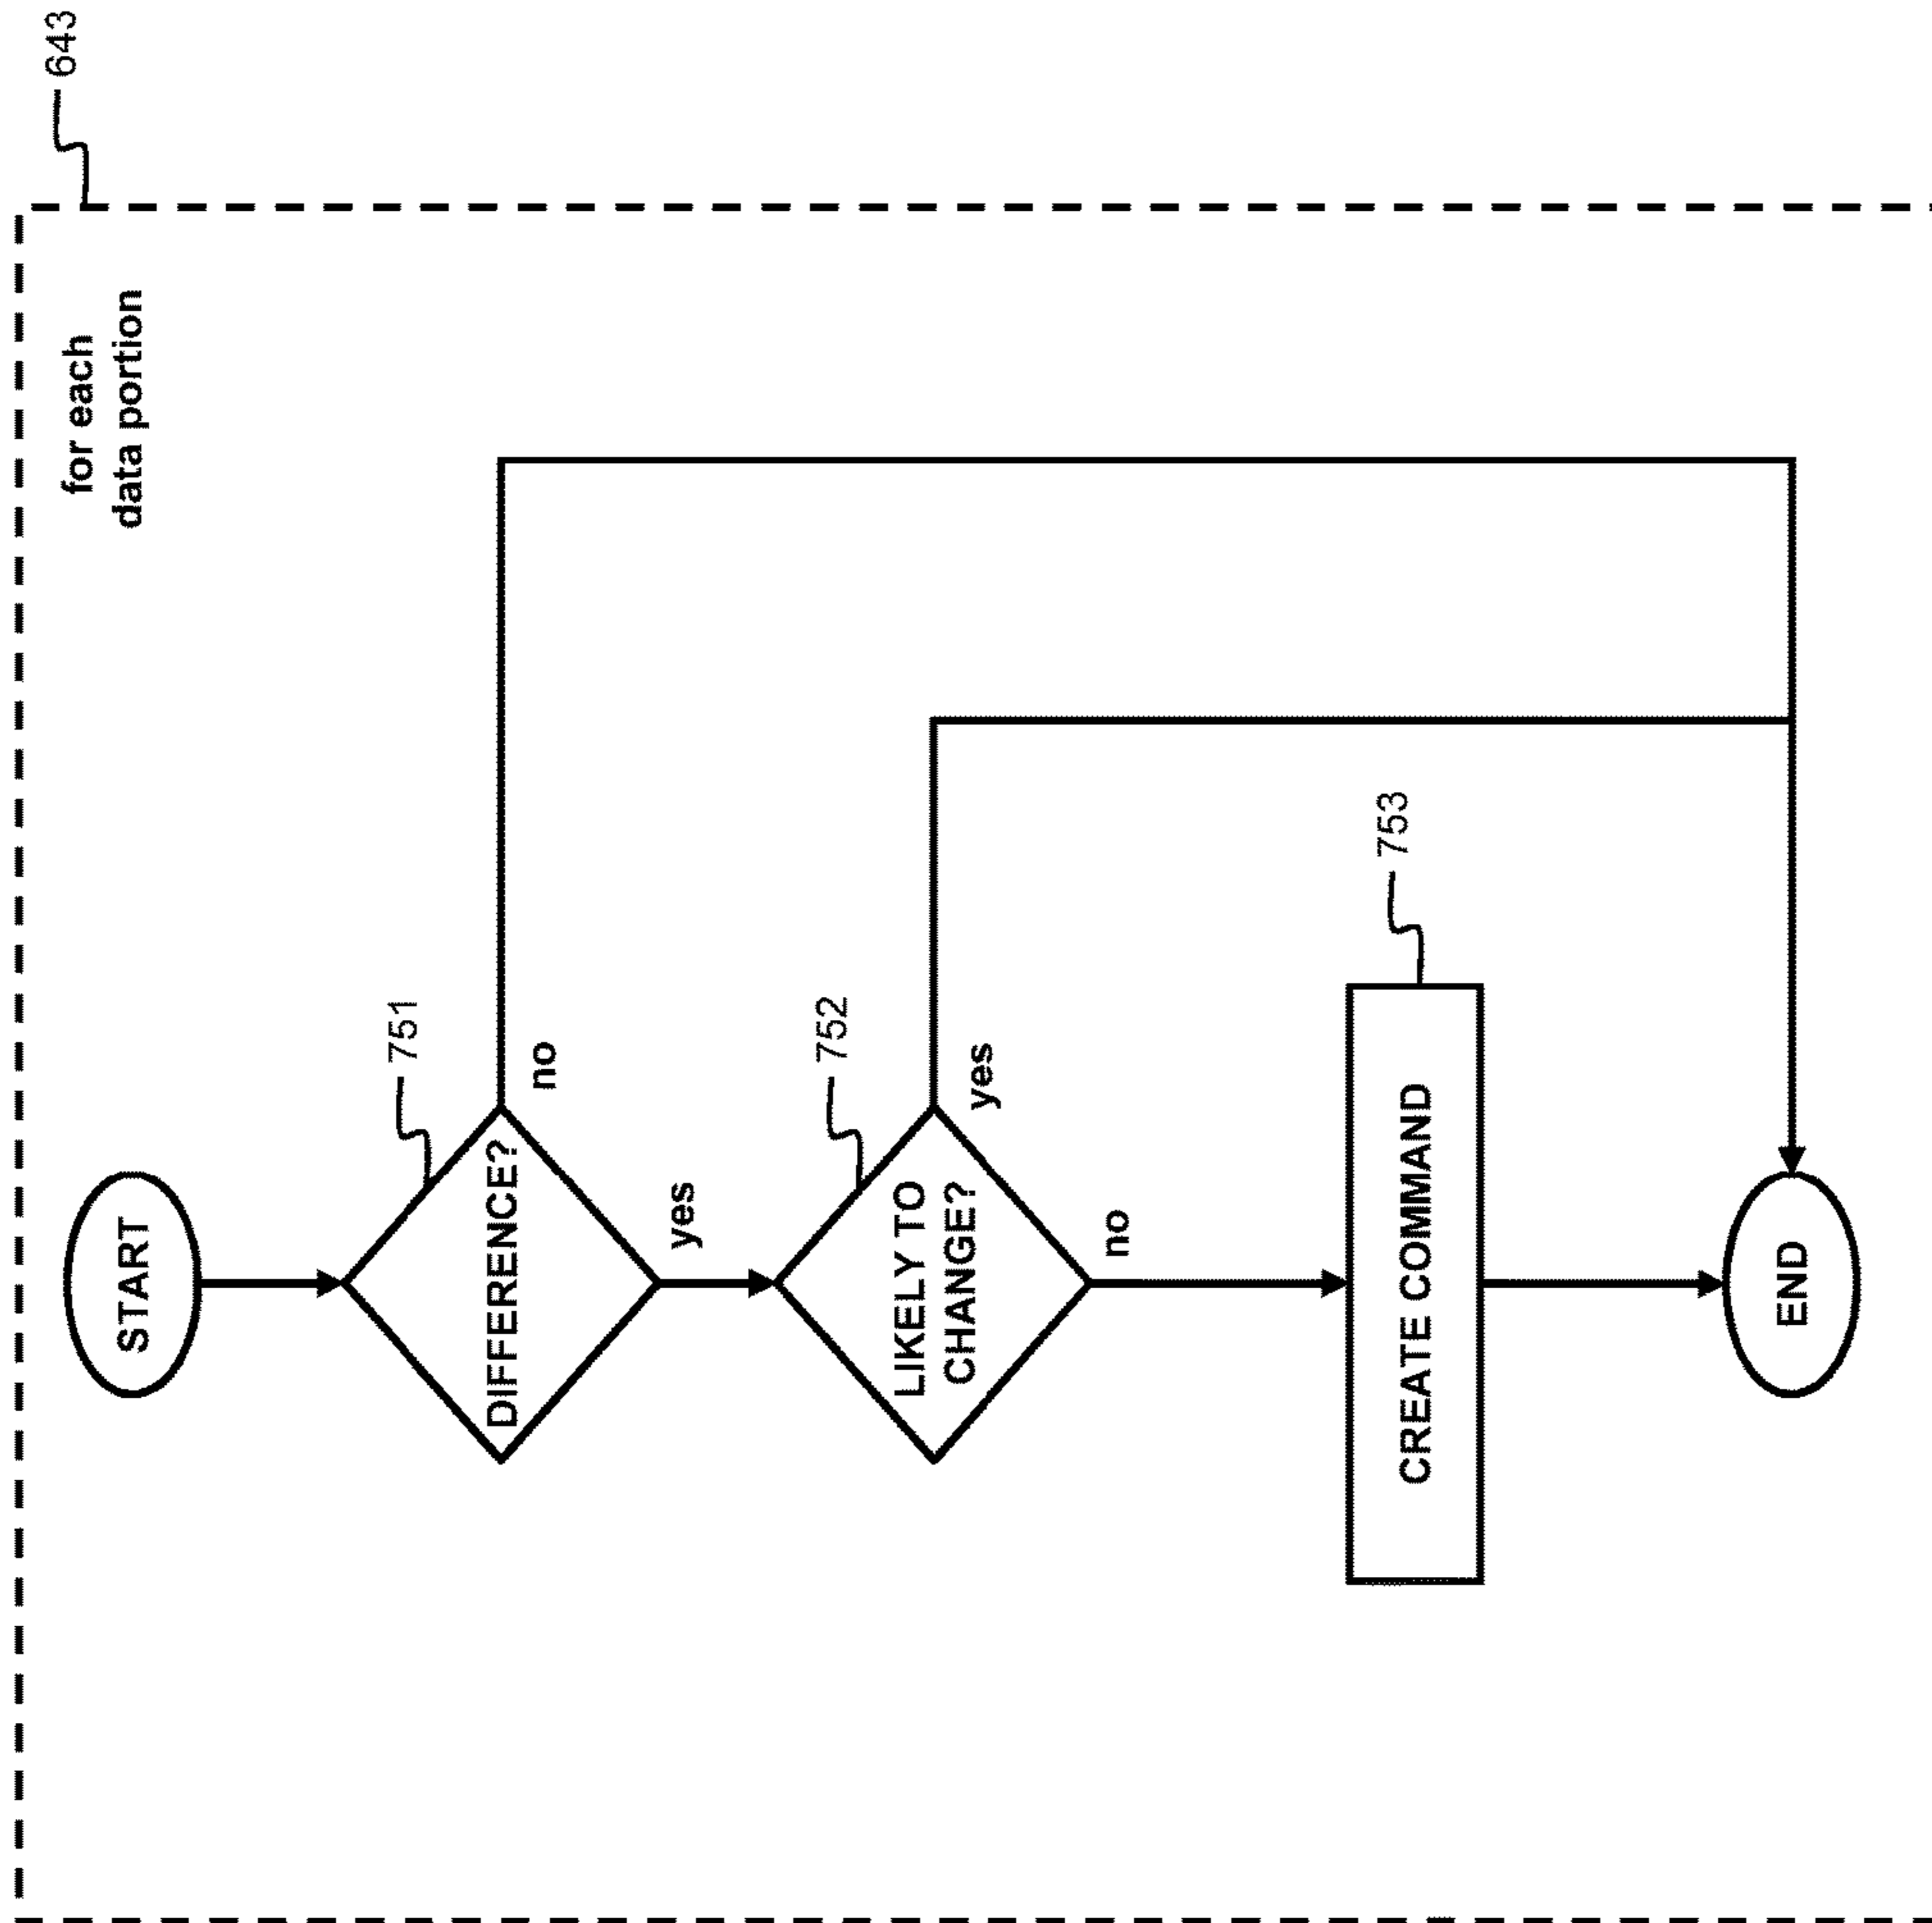 643
for each
data portion
START
751
DIFFERENCE?
no
yes
752
LIKELY TO
CHANGE?
yes
no
753
CREATE COMMAND
END